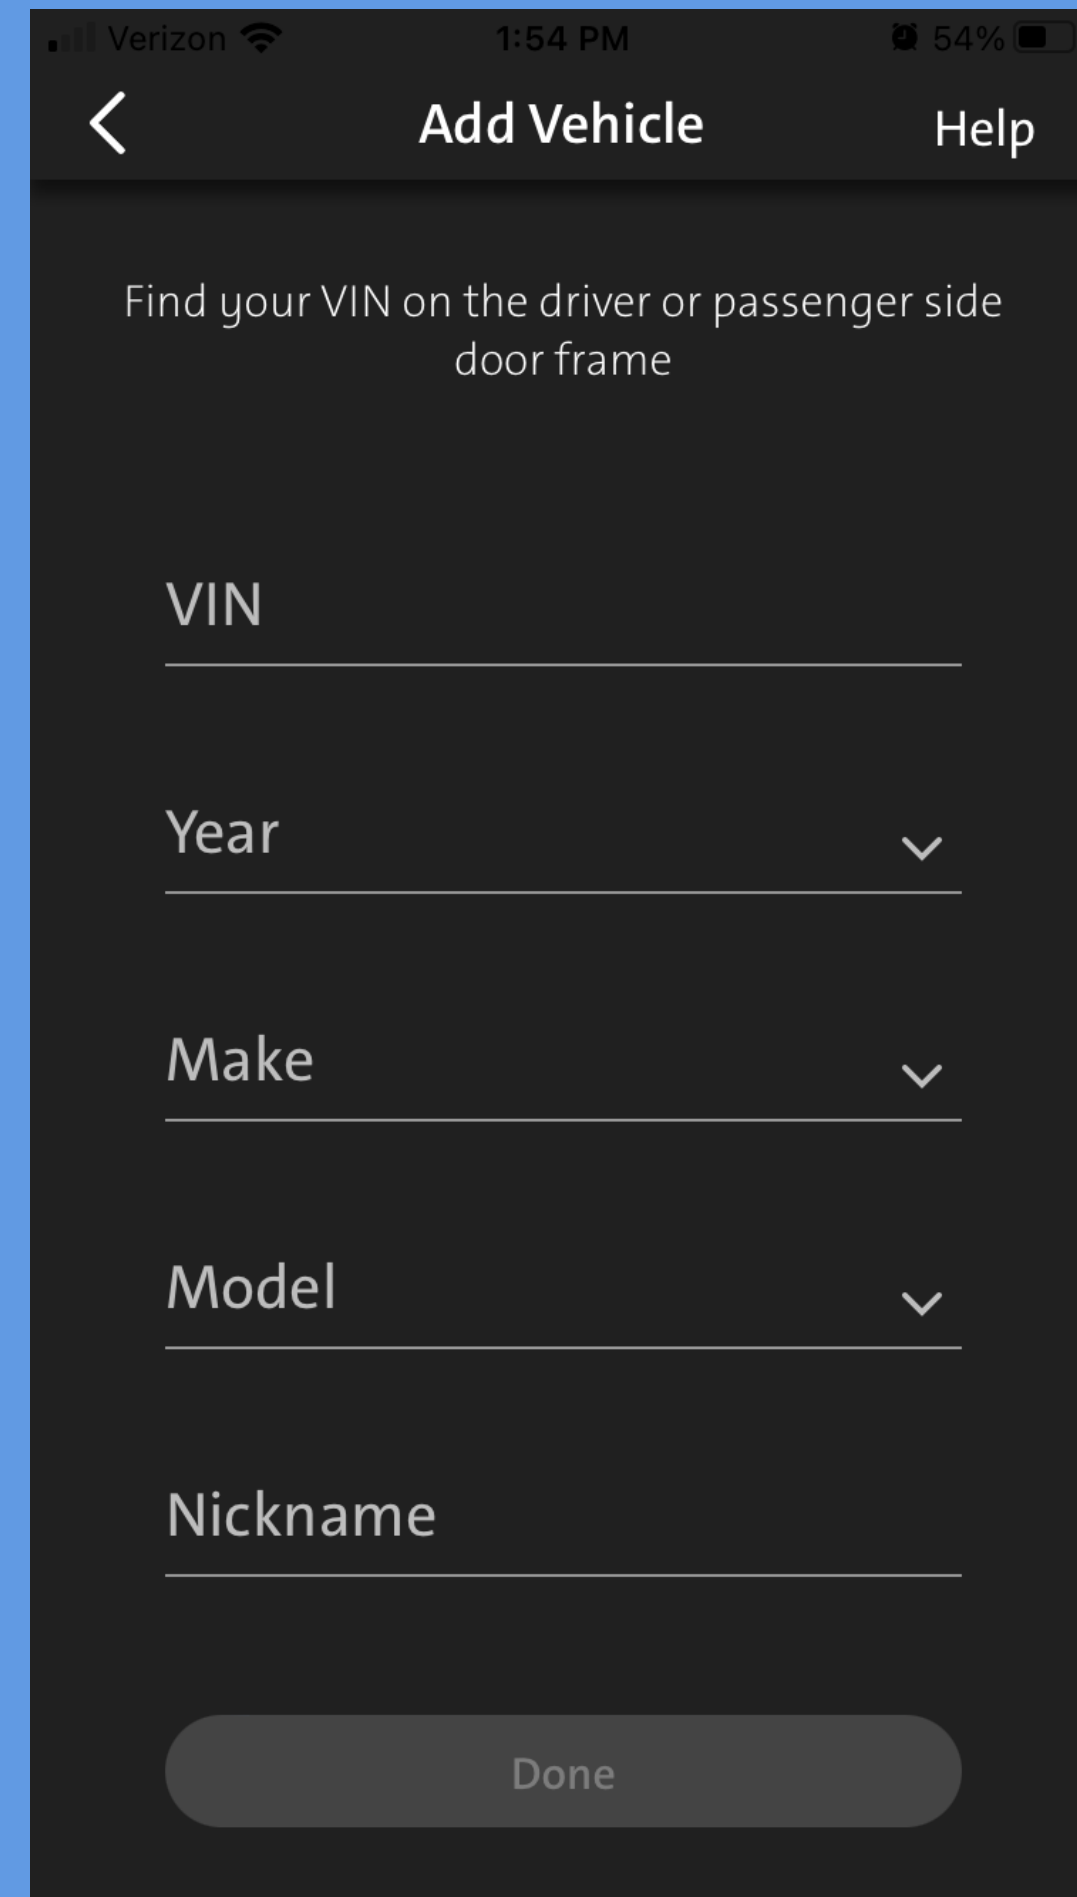 Verizon 1:54 PM 54%
Add Vehicle Help
Find your VIN on the driver or passenger side
door frame
VIN
Year
Make
Model
Nickname
Done